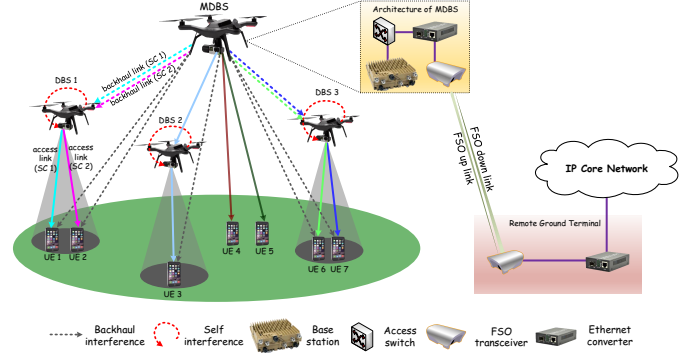 MDBS
Architecture of MDBS
backhaul link (SC 1)
backhaul link (SC 2)
DBS 1
DBS 2
DBS 3
access
link
(SC 1)
access
link
(SC 2)
FSO down link
FSO up link
IP Core Network
Remote Ground Terminal
UE 1
UE 2
UE 3
UE 4
UE 5
UE 6
UE 7
Backhaul
interference
Self
interference
Base
station
Access
switch
FSO
transceiver
Ethernet
converter